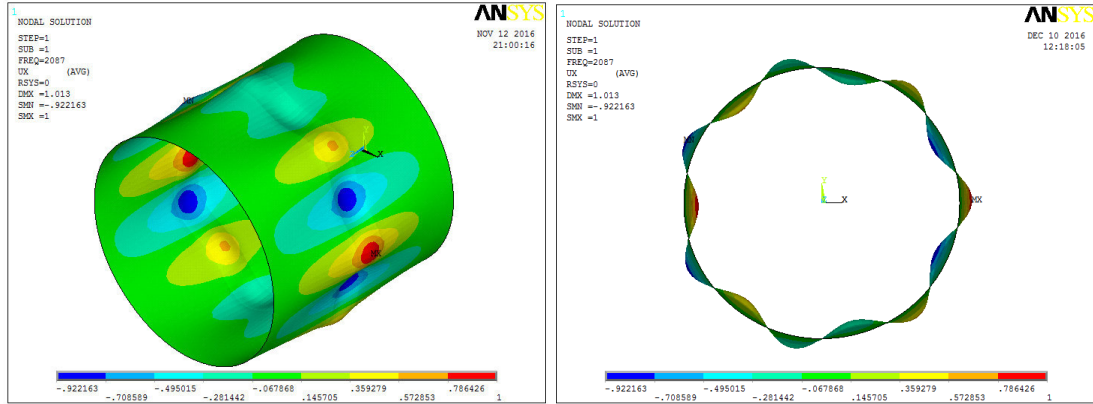 1
ANSYS
NODAL SOLUTION
NOV 12 2016
21:00:16
STEP=1
SUB =1
FREQ=2087
UX (AVG)
RSYS=0
DMX =1.013
SMN =-.922163
SMX =1
MN
Y
X
MX
-.922163
-.708589
-.495015
-.281442
-.067868
.145705
.359279
.572853
.786426
1
1
ANSYS
NODAL SOLUTION
DEC 10 2016
12:18:05
STEP=1
SUB =1
FREQ=2087
UX (AVG)
RSYS=0
DMX =1.013
SMN =-.922163
SMX =1
MN
Y
Z
X
MX
-.922163
-.708589
-.495015
-.281442
-.067868
.145705
.359279
.572853
.786426
1